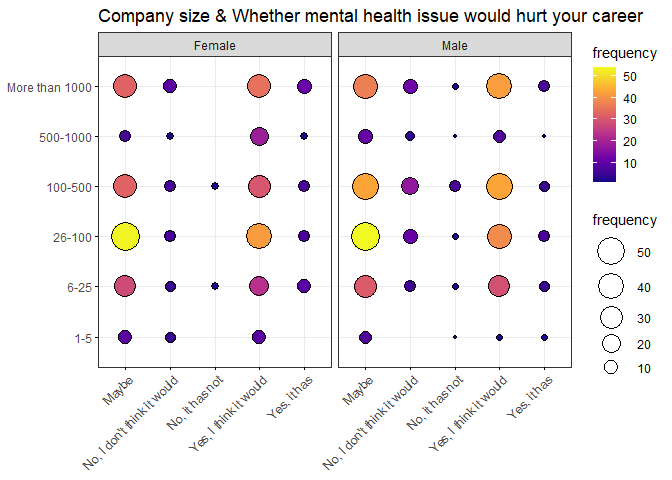 Company size & Whether mental health issue would hurt your career
Female
Male
More than 1000
500-1000
100-500
26-100
6-25
1-5
Maybe
No, I don't think it would
No, it has not
Yes, I think it would
Yes, it has
Maybe
No, I don't think it would
No, it has not
Yes, I think it would
Yes, it has
frequency
50
40
30
20
10
frequency
50
40
30
20
10